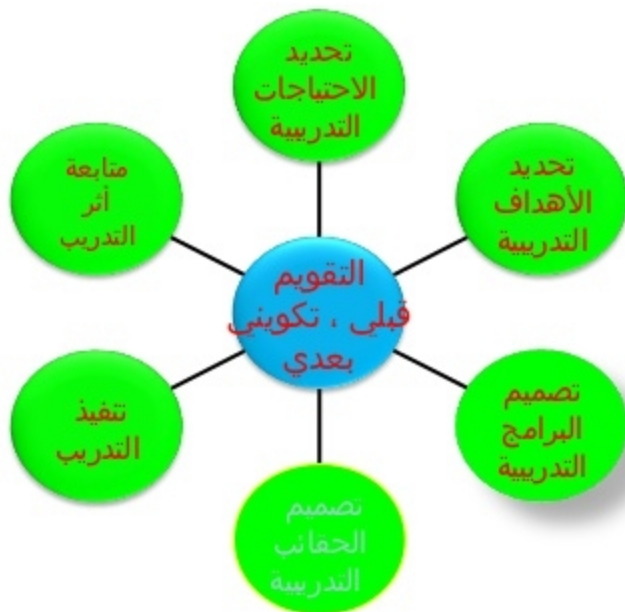 تحديد
الاحتياجات
التدريبية
تحديد
الأهداف
التدريبية
تصميم
البرامج
التدريبية
تصميم
الحقائب
التدريبية
تنفيذ
التدريب
متابعة
أثر
التدريب
التقويم
قبلي ، تكويني
بعدي